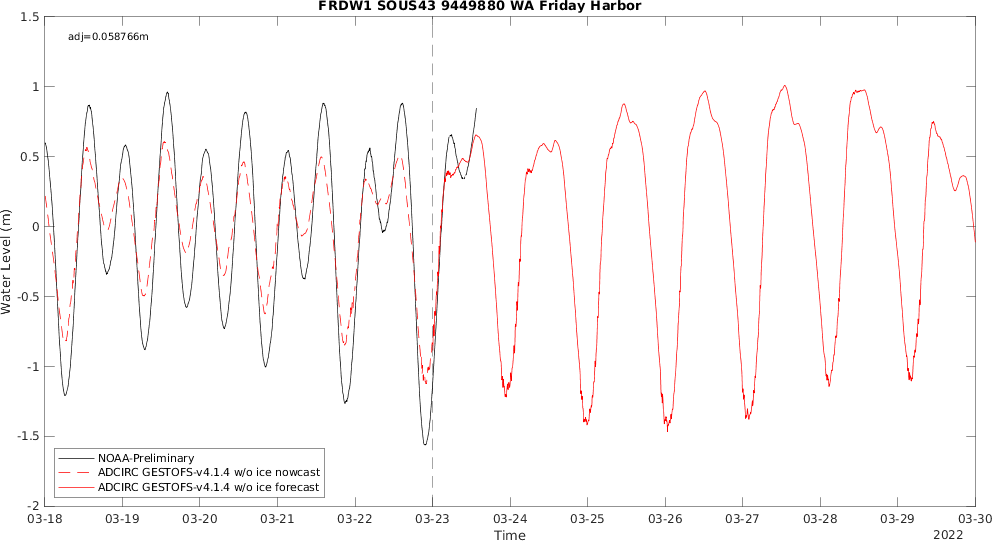 FRDW1 SOUS43 9449880 WA Friday Harbor
adj=0.058766m
1.5
1
0.5
0
-0.5
-1
-1.5
-2
Water Level (m)
NOAA-Preliminary
ADCIRC GESTOFS-v4.1.4 w/o ice nowcast
ADCIRC GESTOFS-v4.1.4 w/o ice forecast
03-18 03-19 03-20 03-21 03-22 03-23 03-24 03-25 03-26 03-27 03-28 03-29 03-30
Time
2022